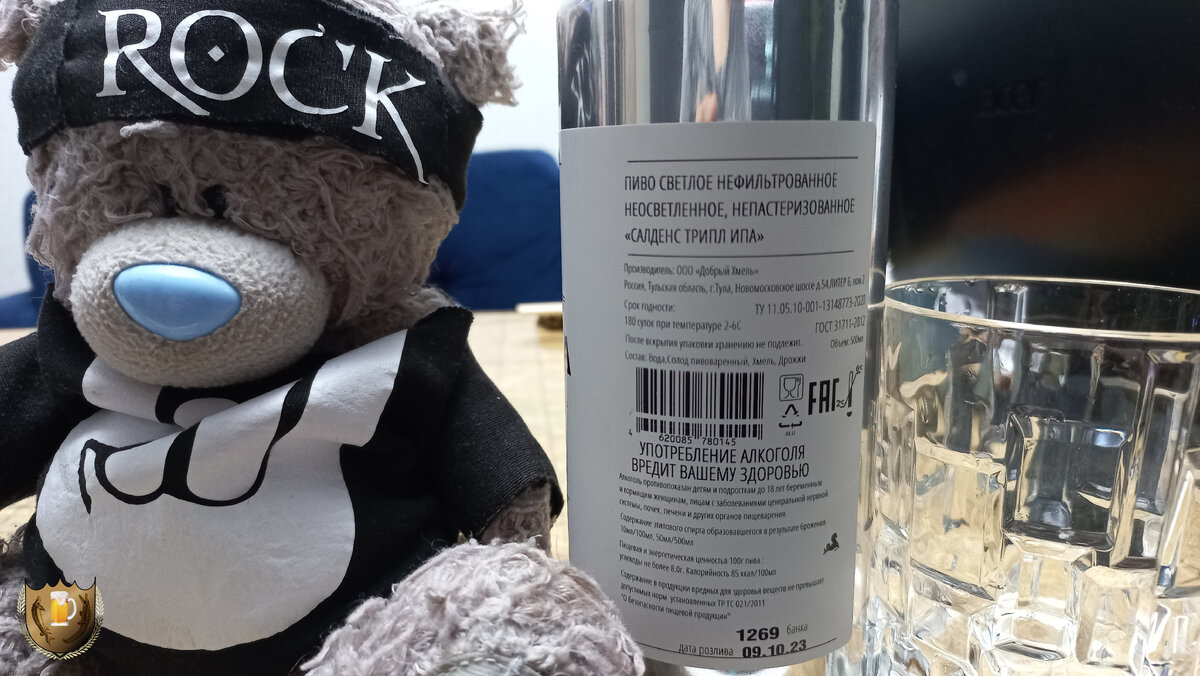 ROCK
ПИВО СВЕТЛОЕ НЕФИЛЬТРОВАННОЕ
НЕОСВЕТЛЕННОЕ, НЕПАСТЕРИЗОВАННОЕ
«САЛДЕНС ТРИПЛ ИПА»
Производитель: ООО «Добрый Хмель»
Россия, Тульская область, г.Тула, Новомосковское шоссе д.54,ЛИТЕР Б, пом.2
Срок годности: ТУ 11.05.10-001-13148773-2020
180 суток при температуре 2-6С ГОСТ 31711-2012
После вскрытия упаковки хранению не подлежит. Объем, 500мл
Состав: Вода,Солод пивоваренный, Хмель, Дрожжи
EAC
ALU
4 620085 780145
УПОТРЕБЛЕНИЕ АЛКОГОЛЯ
ВРЕДИТ ВАШЕМУ ЗДОРОВЬЮ
Алкоголь противопоказан детям и подросткам до 18 лет беременным
и кормящим женщинам, лицам с заболеваниями центральной нервной
системы, почек, печени и других органов пищеварения.
Содержание этилового спирта образовавшегося в результате брожения
10мл/100мл, 50мл/500мл
Пищевая и энергетическая ценностьв 100г пива :
углеводы не более 8.0г. Калорийность 85 ккал/100мл
Содержание в продукции вредных для здоровья веществ не превышает
допустимых норм установленных ТР ТС 021/2011
"О безопасности пищевой продукции"
1269 банка
дата розлива 09.10.23